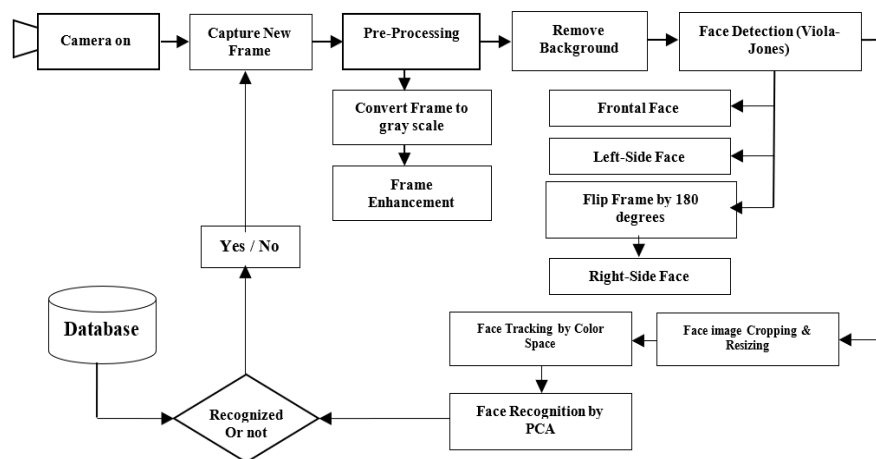 Camera on
Capture New
Frame
Pre-Processing
Remove
Background
Face Detection (Viola-
Jones)
Convert Frame to
gray scale
Frame
Enhancement
Frontal Face
Left-Side Face
Flip Frame by 180
degrees
Right-Side Face
Yes / No
Database
Face Tracking by Color
Space
Face image Cropping &
Resizing
Recognized
Or not
Face Recognition by
PCA